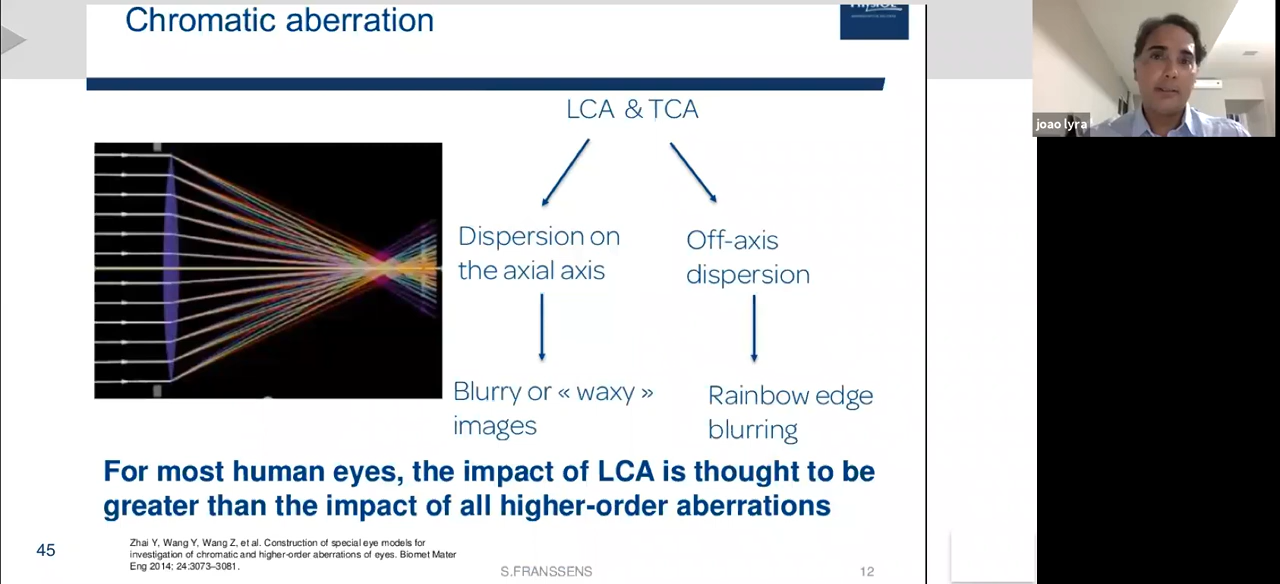 Chromatic aberration
joao lyra
LCA & TCA
Dispersion on
the axial axis
Off-axis
dispersion
Blurry or « waxy »
images
Rainbow edge
blurring
For most human eyes, the impact of LCA is thought to be
greater than the impact of all higher-order aberrations
45
Zhai Y, Wang Y, Wang Z, et al. Construction of special eye models for
investigation of chromatic and higher-order aberrations of eyes. Biomet Mater
Eng 2014; 24:3073–3081.
S.FRANSSENS
12